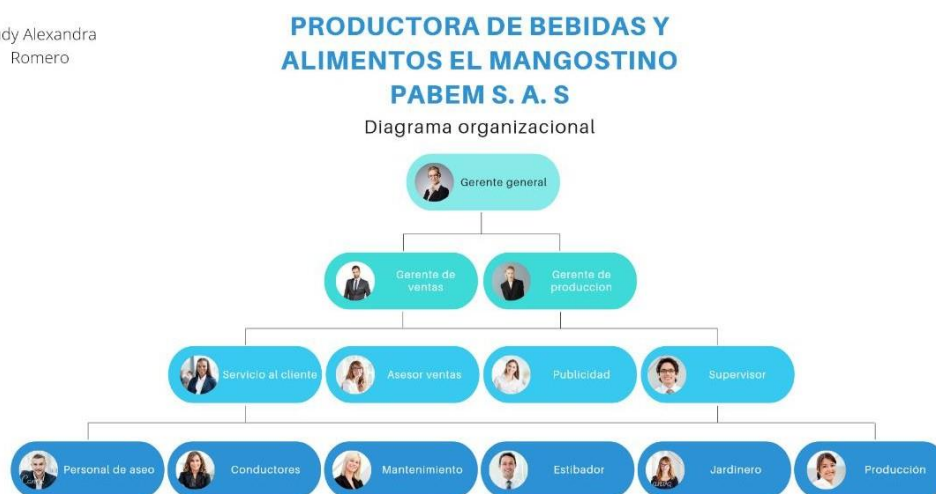 Romero
PRODUCTORA DE BEBIDAS Y
ALIMENTOS EL MANGOSTINO
PABEM S. A. S
Diagrama organizacional
Gerente general
Gerente de
ventas
Gerente de
produccion
Servicio al cliente
Asesor ventas
Publicidad
Supervisor
Personal de aseo
Conductores
Mantenimiento
Estibador
Jardinero
Producción